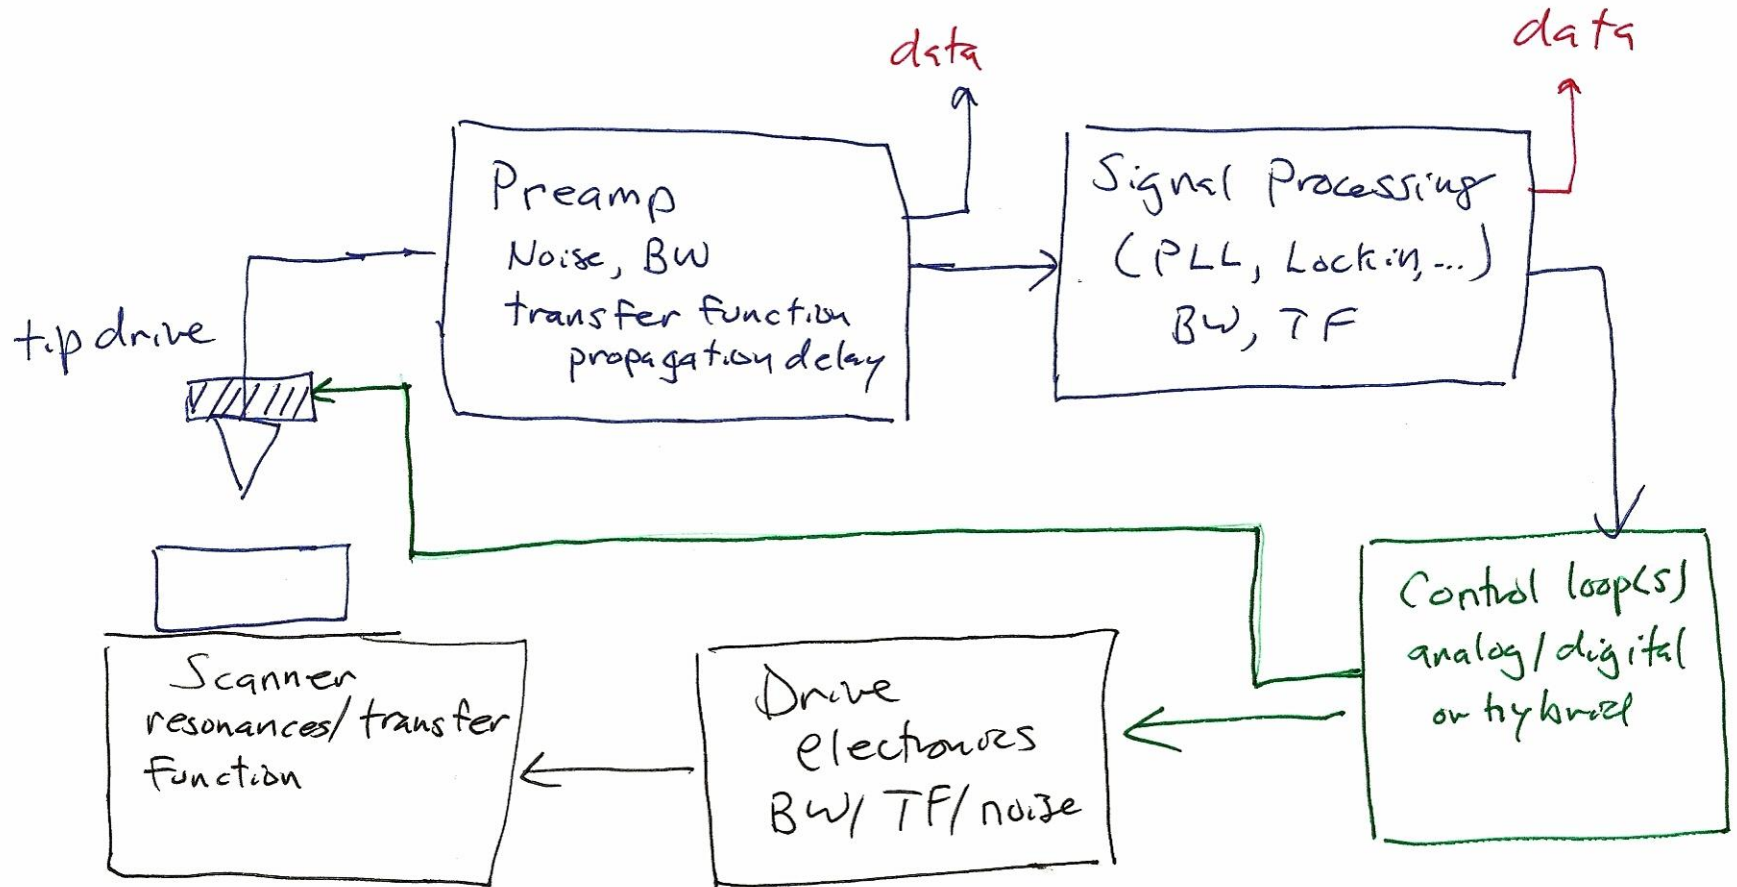 data
data
Preamp
Noise, BW
transfer function
propagation delay
Signal Processing
(PLL, Lockin, ...)
BW, TF
tip drive
Control loop(s)
analog/digital
or hybrid
Scanner
resonances/transfer
function
Drive
electronics
BW/TF/noise